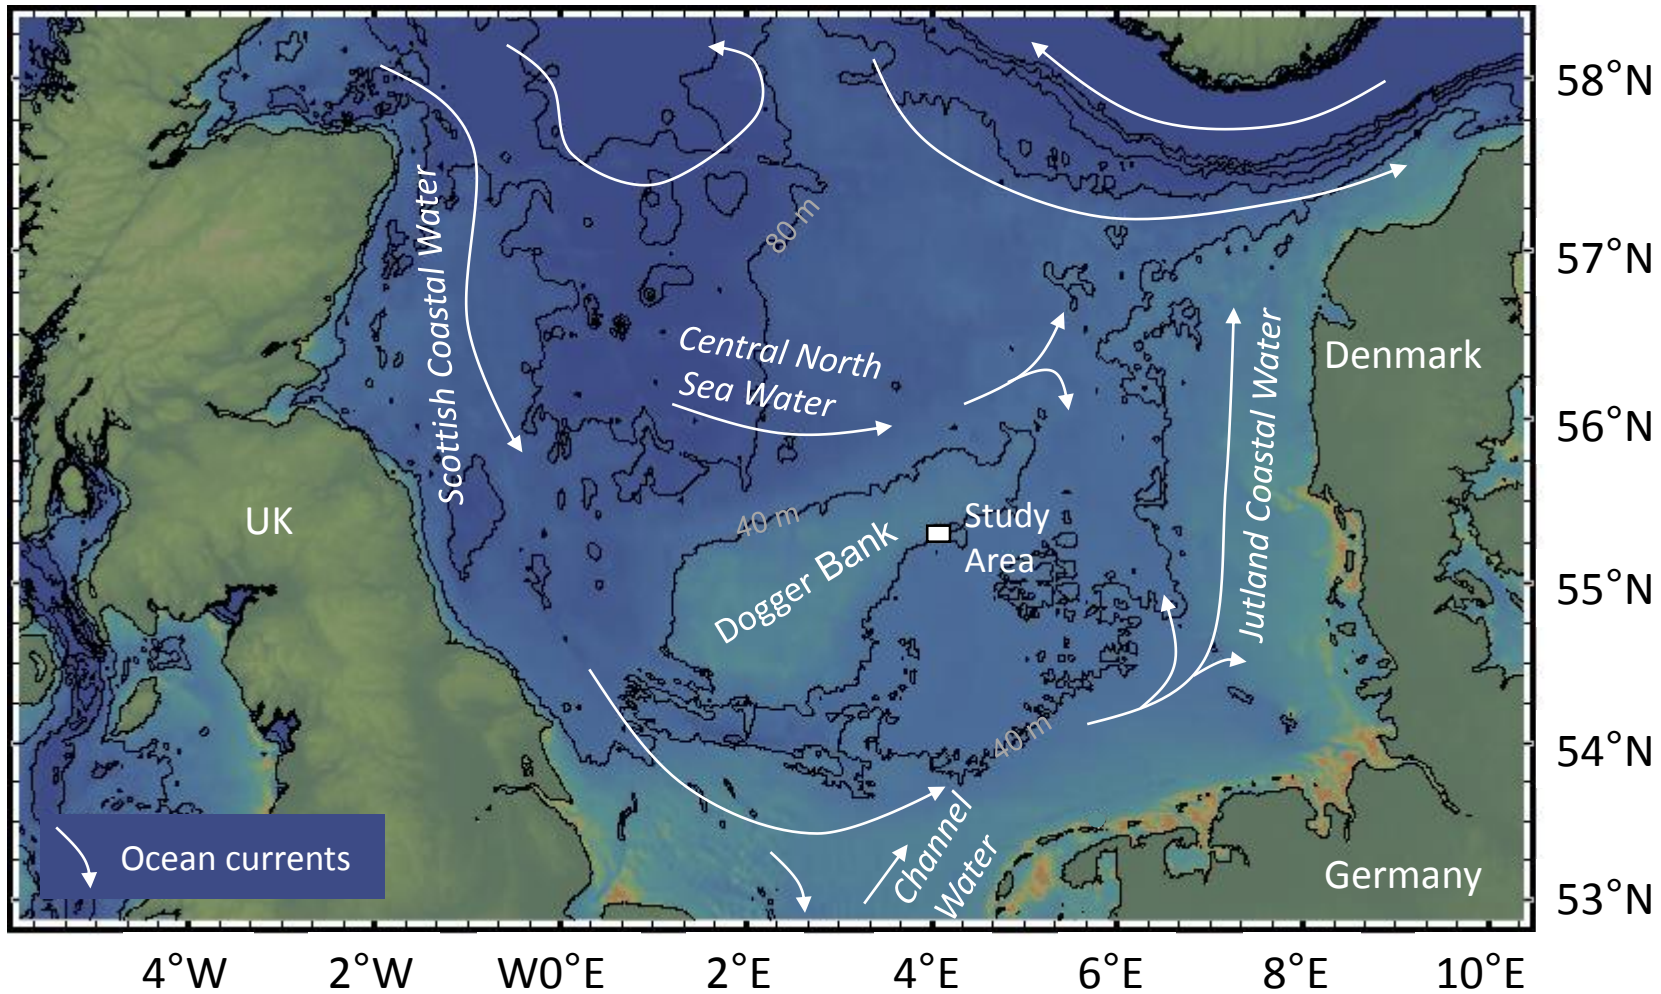 58°N
57°N
56°N
55°N
54°N
53°N
Scottish Coastal Water
80 m
Central North
Sea Water
Denmark
Jutland Coastal Water
UK
40 m
Dogger Bank
Study
Area
40 m
Channel
Water
Germany
Ocean currents
4°W
2°W
W0°E
2°E
4°E
6°E
8°E
10°E